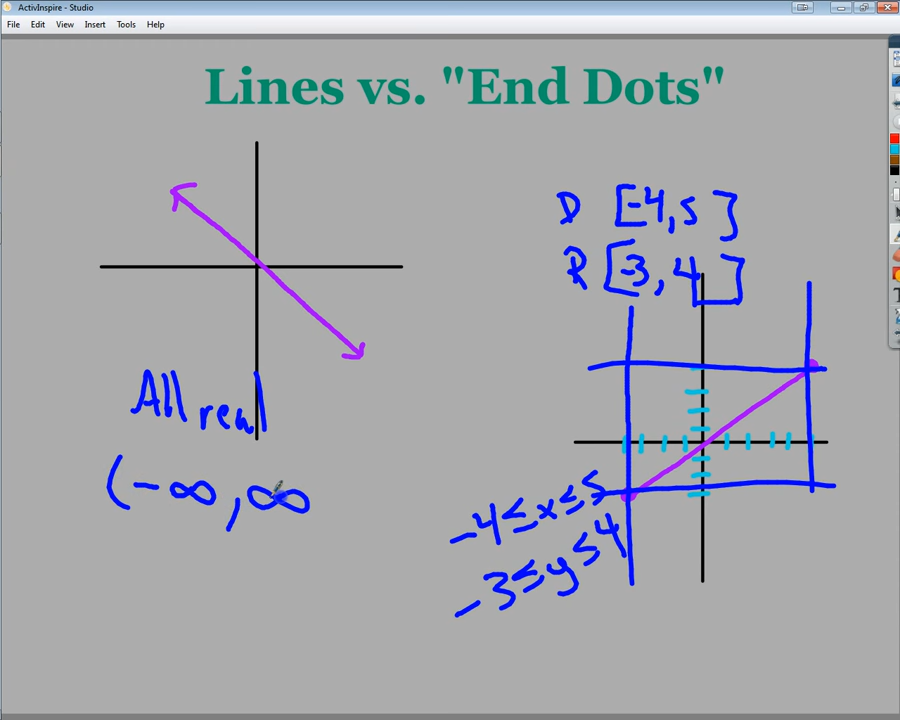 ActivInspire - Studio
File Edit View Insert Tools Help
Lines vs. "End Dots"
D [-4,5]
R [-3,4]
All real
(-∞,∞
-4≤x≤5
-3≤y≤4